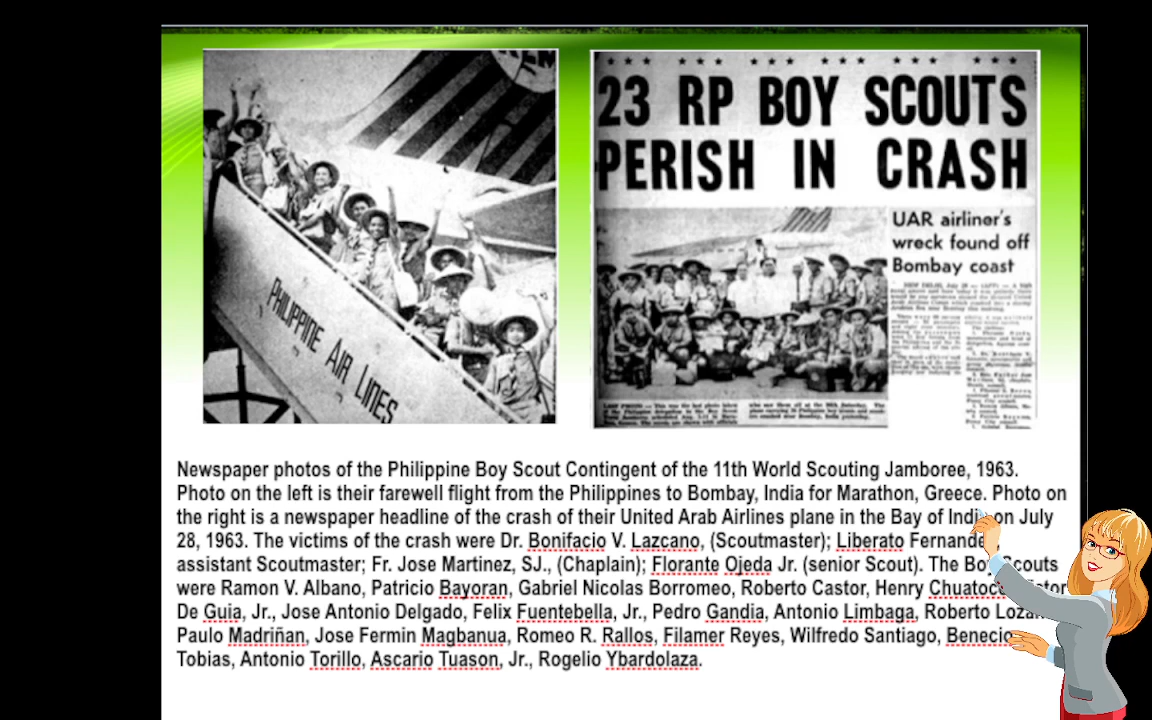 PHILIPPINE AIR LINES
23 RP BOY SCOUTS
PERISH IN CRASH
UAR airliner's
wreck found off
Bombay coast
Newspaper photos of the Philippine Boy Scout Contingent of the 11th World Scouting Jamboree, 1963.
Photo on the left is their farewell flight from the Philippines to Bombay, India for Marathon, Greece. Photo on
the right is a newspaper headline of the crash of their United Arab Airlines plane in the Bay of India on July
28, 1963. The victims of the crash were Dr. Bonifacio V. Lazcano, (Scoutmaster); Liberato
assistant Scoutmaster; Fr. Jose Martinez, SJ., (Chaplain); Florante Ojeda Jr. (senior Scout). The Boy Scouts
were Ramon V. Albano, Patricio Bayoran, Gabriel Nicolas Borromeo, Roberto Castor, Henry
De Guia, Jr., Jose Antonio Delgado, Felix Fuentebella, Jr., Pedro Gandia, Antonio Limbaga, Roberto
Paulo Madriñan, Jose Fermin Magbanua, Romeo R. Rallos, Filamer Reyes, Wilfredo Santiago, Benecio
Tobias, Antonio Torillo, Ascario Tuason, Jr., Rogelio Ybardolaza.